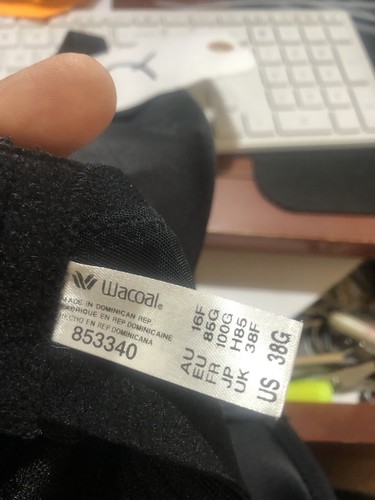 Wacoal®
MADE IN DOMINICAN REP
FABRIQUE EN REP DOMINICAINE
HECHO EN REP DOMINICANA
853340
AU 16F
EU 85G
FR 100G
JP H85
UK 38F
US 38G